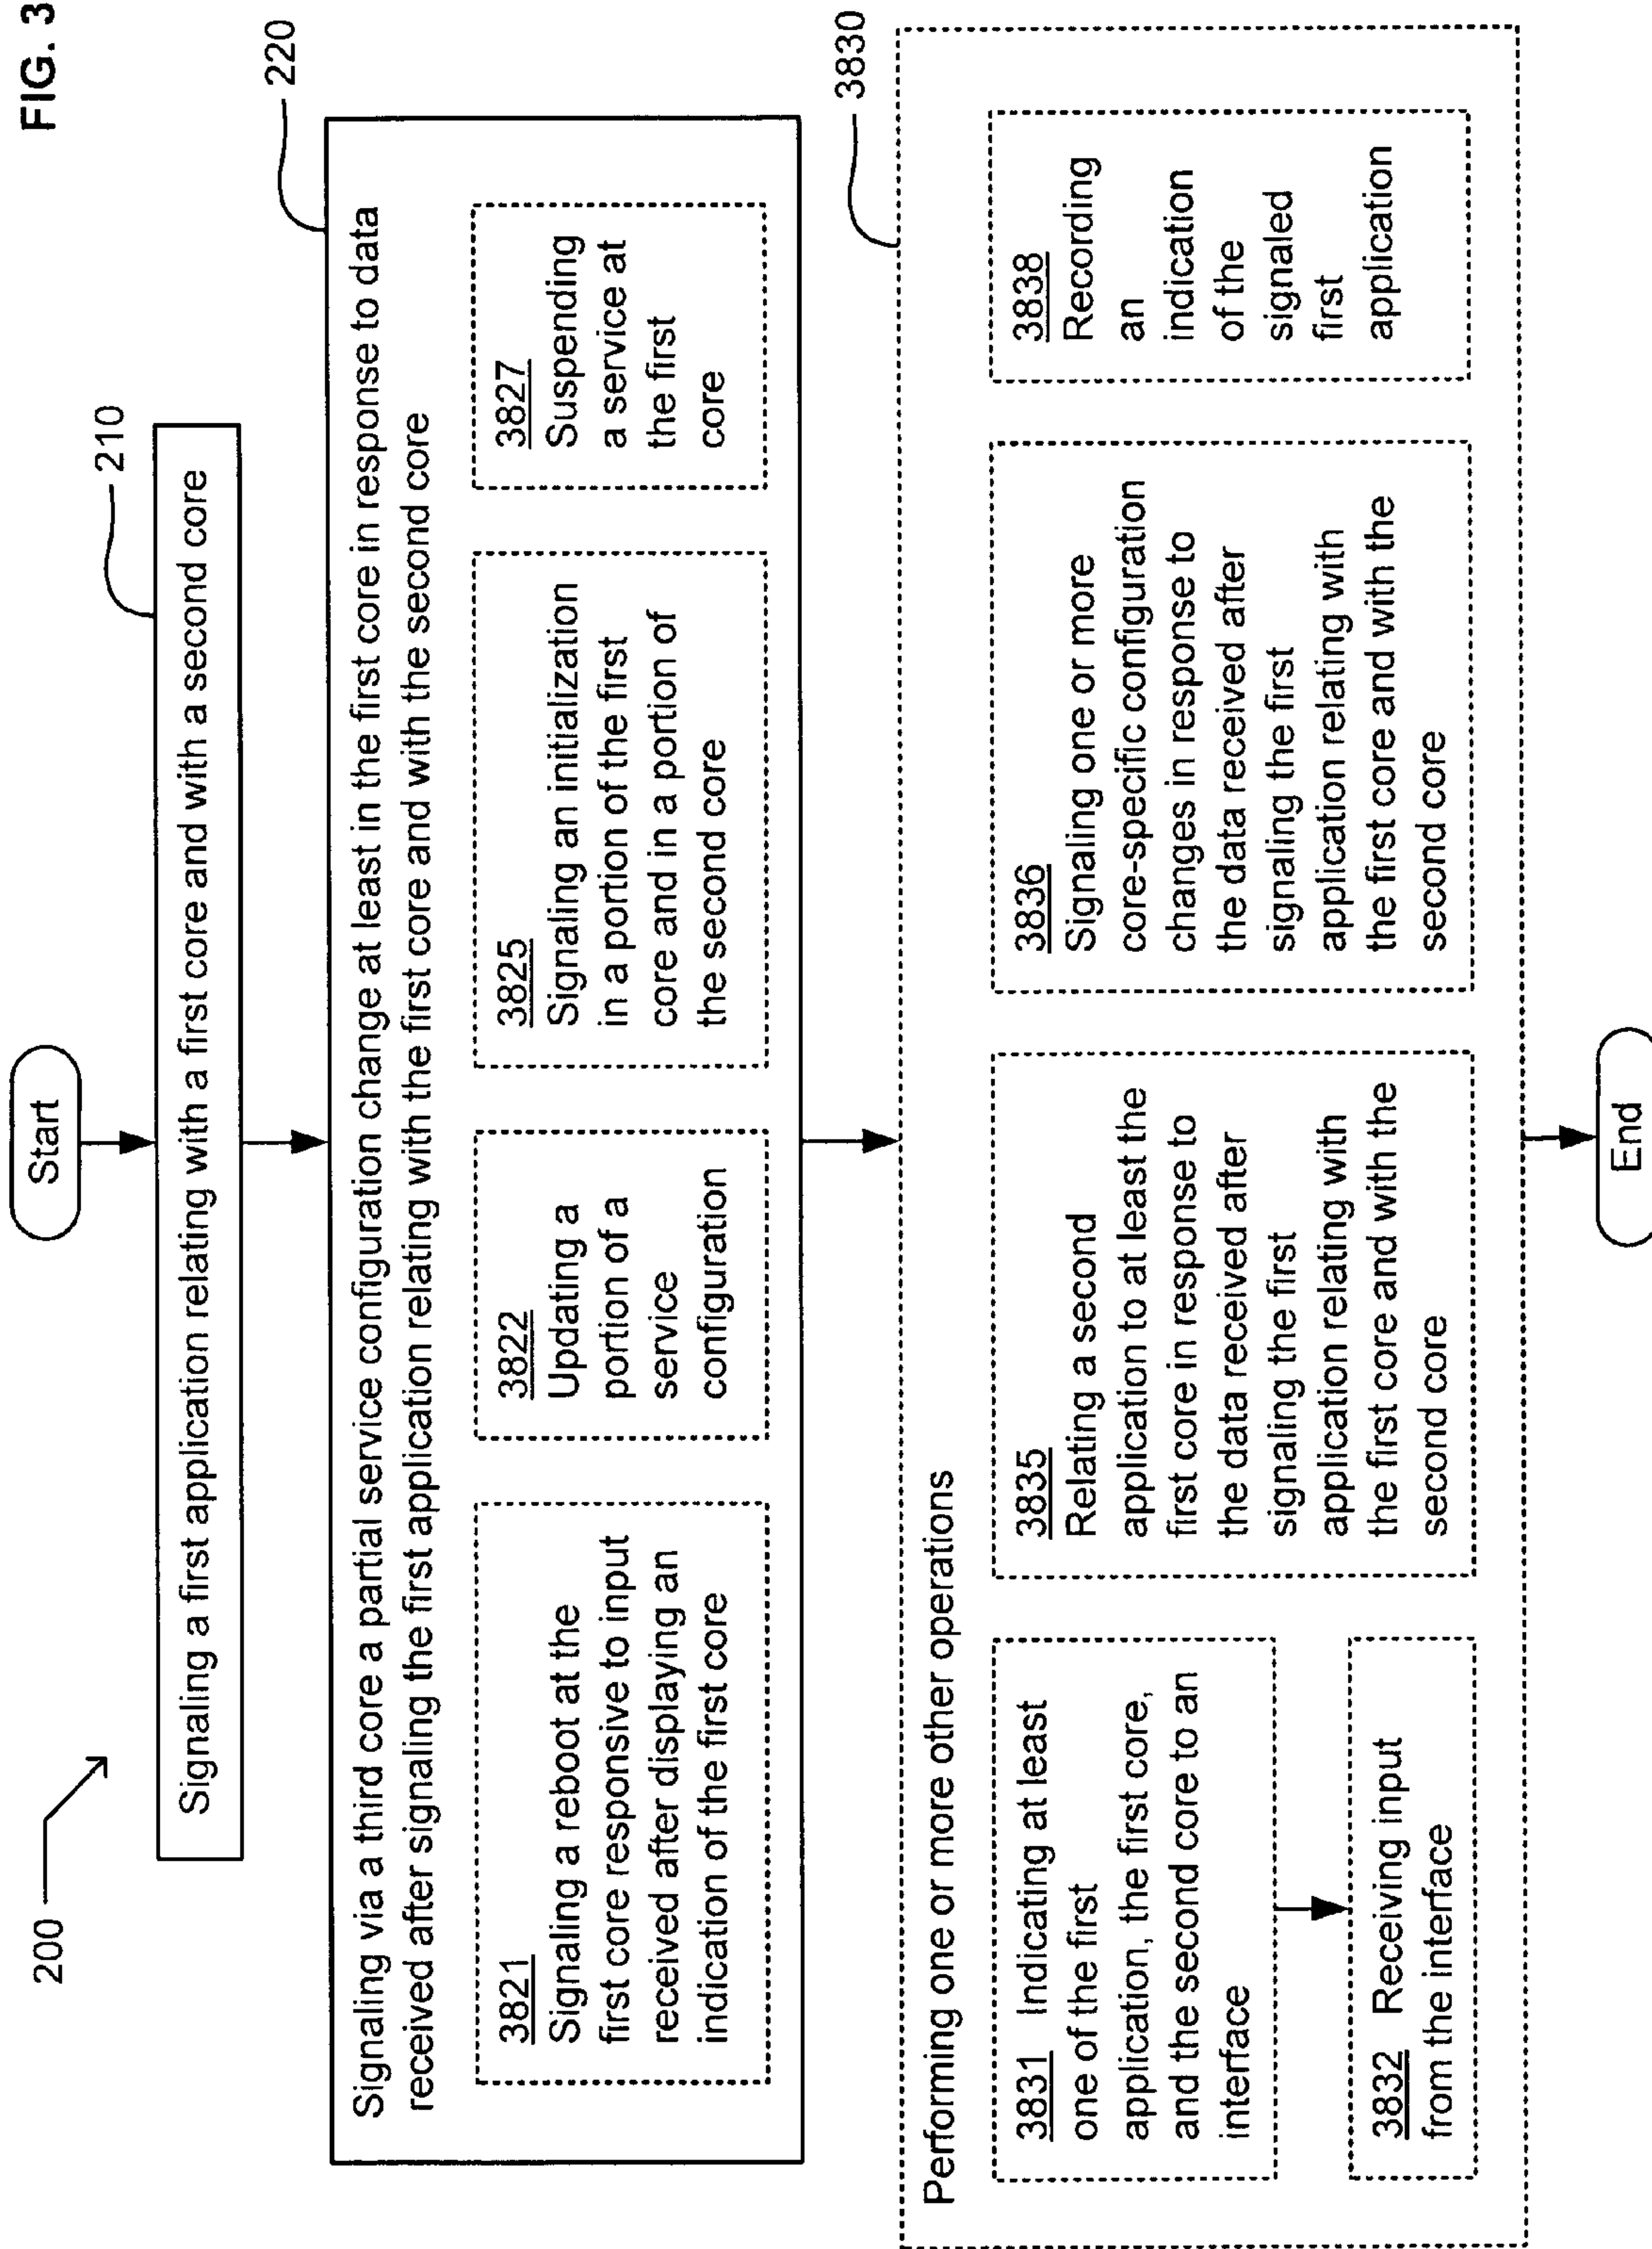 FIG. 3
200
Start
210
Signaling a first application relating with a first core and with a second core
220
Signaling via a third core a partial service configuration change at least in the first core in response to data
received after signaling the first application relating with the first core and with the second core
3821
Signaling a reboot at the
first core responsive to input
received after displaying an
indication of the first core
3822
Updating a
portion of a
service
configuration
3825
Signaling an initialization
in a portion of the first
core and in a portion of
the second core
3827
Suspending
a service at
the first
core
3830
Performing one or more other operations
3831 Indicating at least
one of the first
application, the first core,
and the second core to an
interface
3832 Receiving input
from the interface
3835
Relating a second
application to at least the
first core in response to
the data received after
signaling the first
application relating with
the first core and with the
second core
3836
Signaling one or more
core-specific configuration
changes in response to
the data received after
signaling the first
application relating with
the first core and with the
second core
3838
Recording
an
indication
of the
signaled
first
application
End